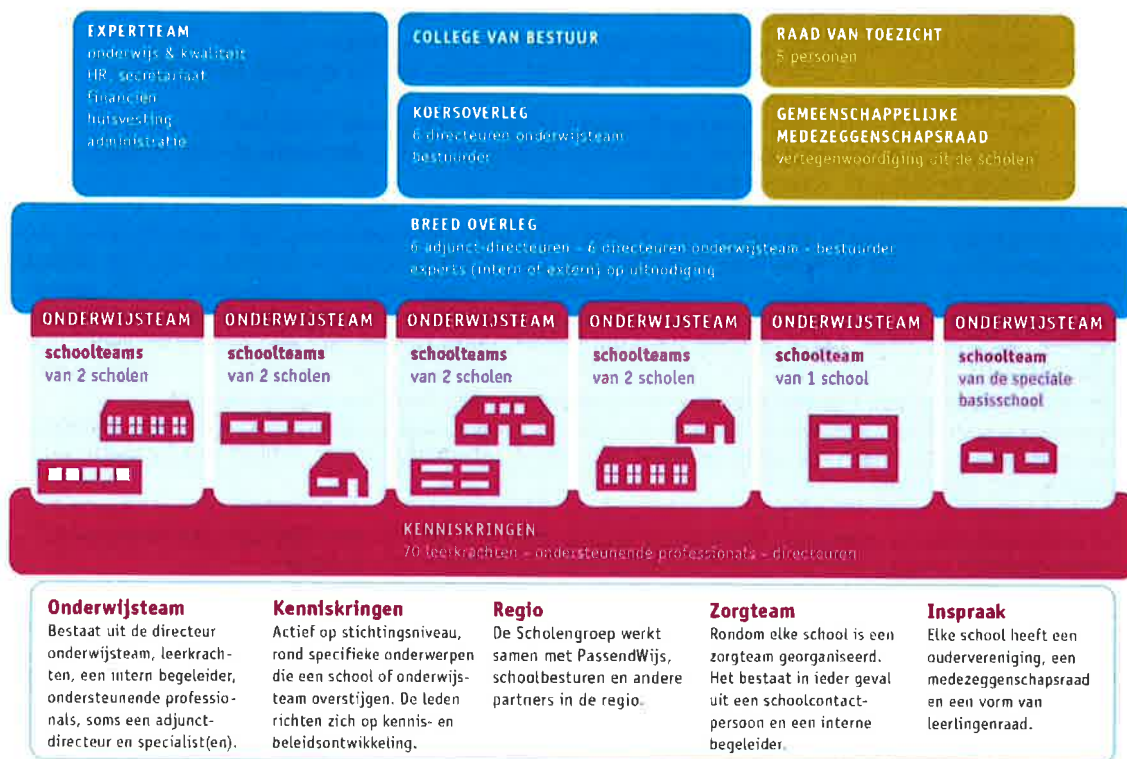 EXPERTTEAM
onderwijs & kwaliteit
HR, secretariaat
financiën
huisvesting
administratie
COLLEGE VAN BESTUUR
KOERSOVERLEG
6 directeuren onderwijsteam
bestuurder
RAAD VAN TOEZICHT
5 personen
GEMEENSCHAPPELIJKE
MEDEZEGGENSCHAPSRAAD
vertegenwoordiging uit de scholen
BREED OVERLEG
6 adjunct-directeuren – 6 directeuren onderwijsteam – bestuurder
experts (intern of extern) op uitnodiging
ONDERWIJSTEAM
schoolteams
van 2 scholen
ONDERWIJSTEAM
schoolteams
van 2 scholen
ONDERWIJSTEAM
schoolteams
van 2 scholen
ONDERWIJSTEAM
schoolteams
van 2 scholen
ONDERWIJSTEAM
schoolteam
van 1 school
ONDERWIJSTEAM
schoolteam
van de speciale
basisschool
KENNISKRINGEN
70 leerkrachten – ondersteunende professionals – directeuren
Onderwijsteam
Bestaat uit de directeur
onderwijsteam, leerkrach-
ten, een intern begeleider,
ondersteunende professio-
nals, soms een adjunct-
directeur en specialist(en).
Kenniskringen
Actief op stichtingsniveau,
rond specifieke onderwerpen
die een school of onderwijs-
team overstijgen. De leden
richten zich op kennis- en
beleidsontwikkeling.
Regio
De Scholengroep werkt
samen met PassendWijs,
schoolbesturen en andere
partners in de regio.
Zorgteam
Rondom elke school is een
zorgteam georganiseerd.
Het bestaat in ieder geval
uit een schoolcontact-
persoon en een interne
begeleider.
Inspraak
Elke school heeft een
oudervereniging, een
medezeggenschapsraad
en een vorm van
leerlingenraad.